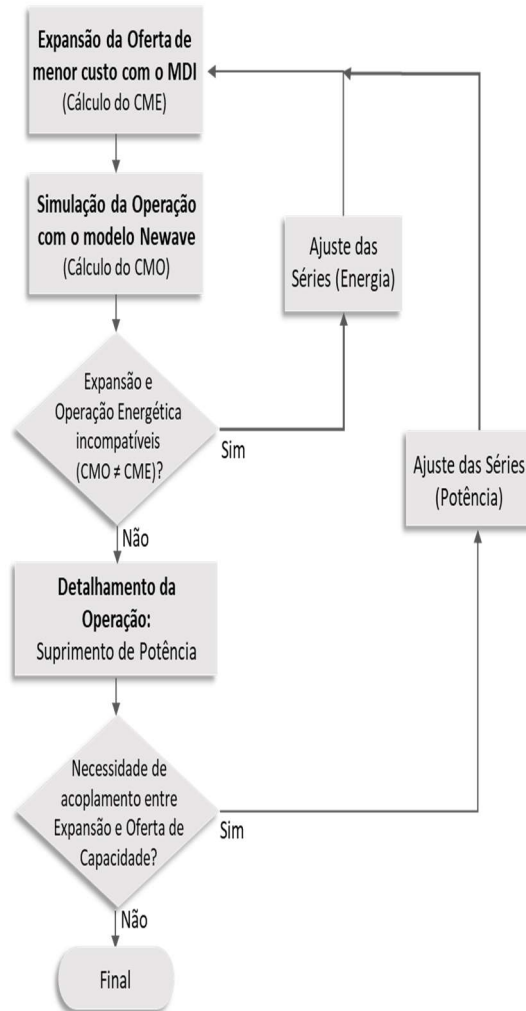 Expansão da Oferta de
menor custo com o MDI
(Cálculo do CME)
Simulação da Operação
com o modelo Newave
(Cálculo do CMO)
Ajuste das
Séries (Energia)
Expansão e
Operação Energética
incompatíveis
(CMO ≠ CME)?
Sim
Ajuste das Séries
(Potência)
Não
Detalhamento da
Operação:
Suprimento de Potência
Necessidade de
acoplamento entre
Expansão e Oferta de
Capacidade?
Sim
Não
Final